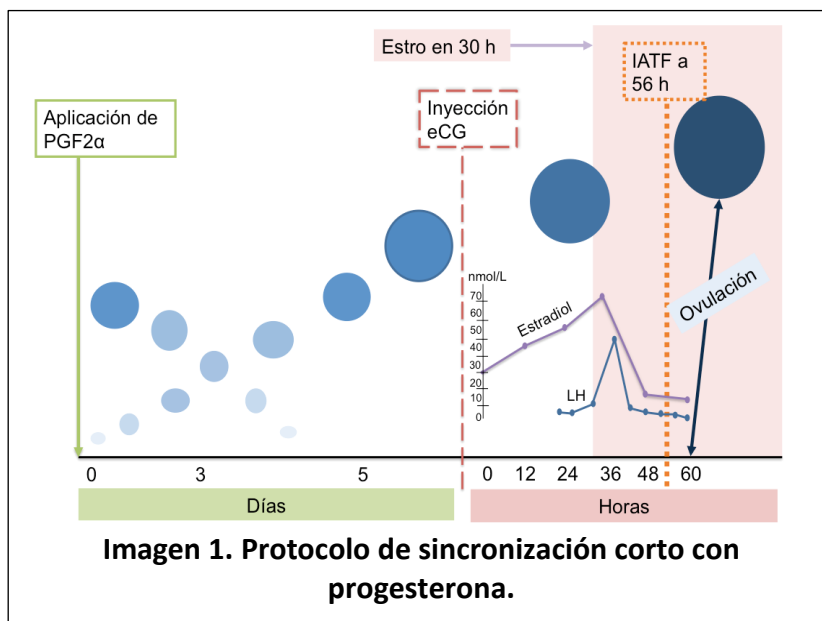 Estro en 30 h
IATF a
56 h
Aplicación de
PGF2α
Inyección
eCG
nmol/L
70
60
50
40
30
20
10
0
Estradiol
LH
Ovulación
0 3 5 0 12 24 36 48 60
Días Horas
Imagen 1. Protocolo de sincronización corto con
progesterona.